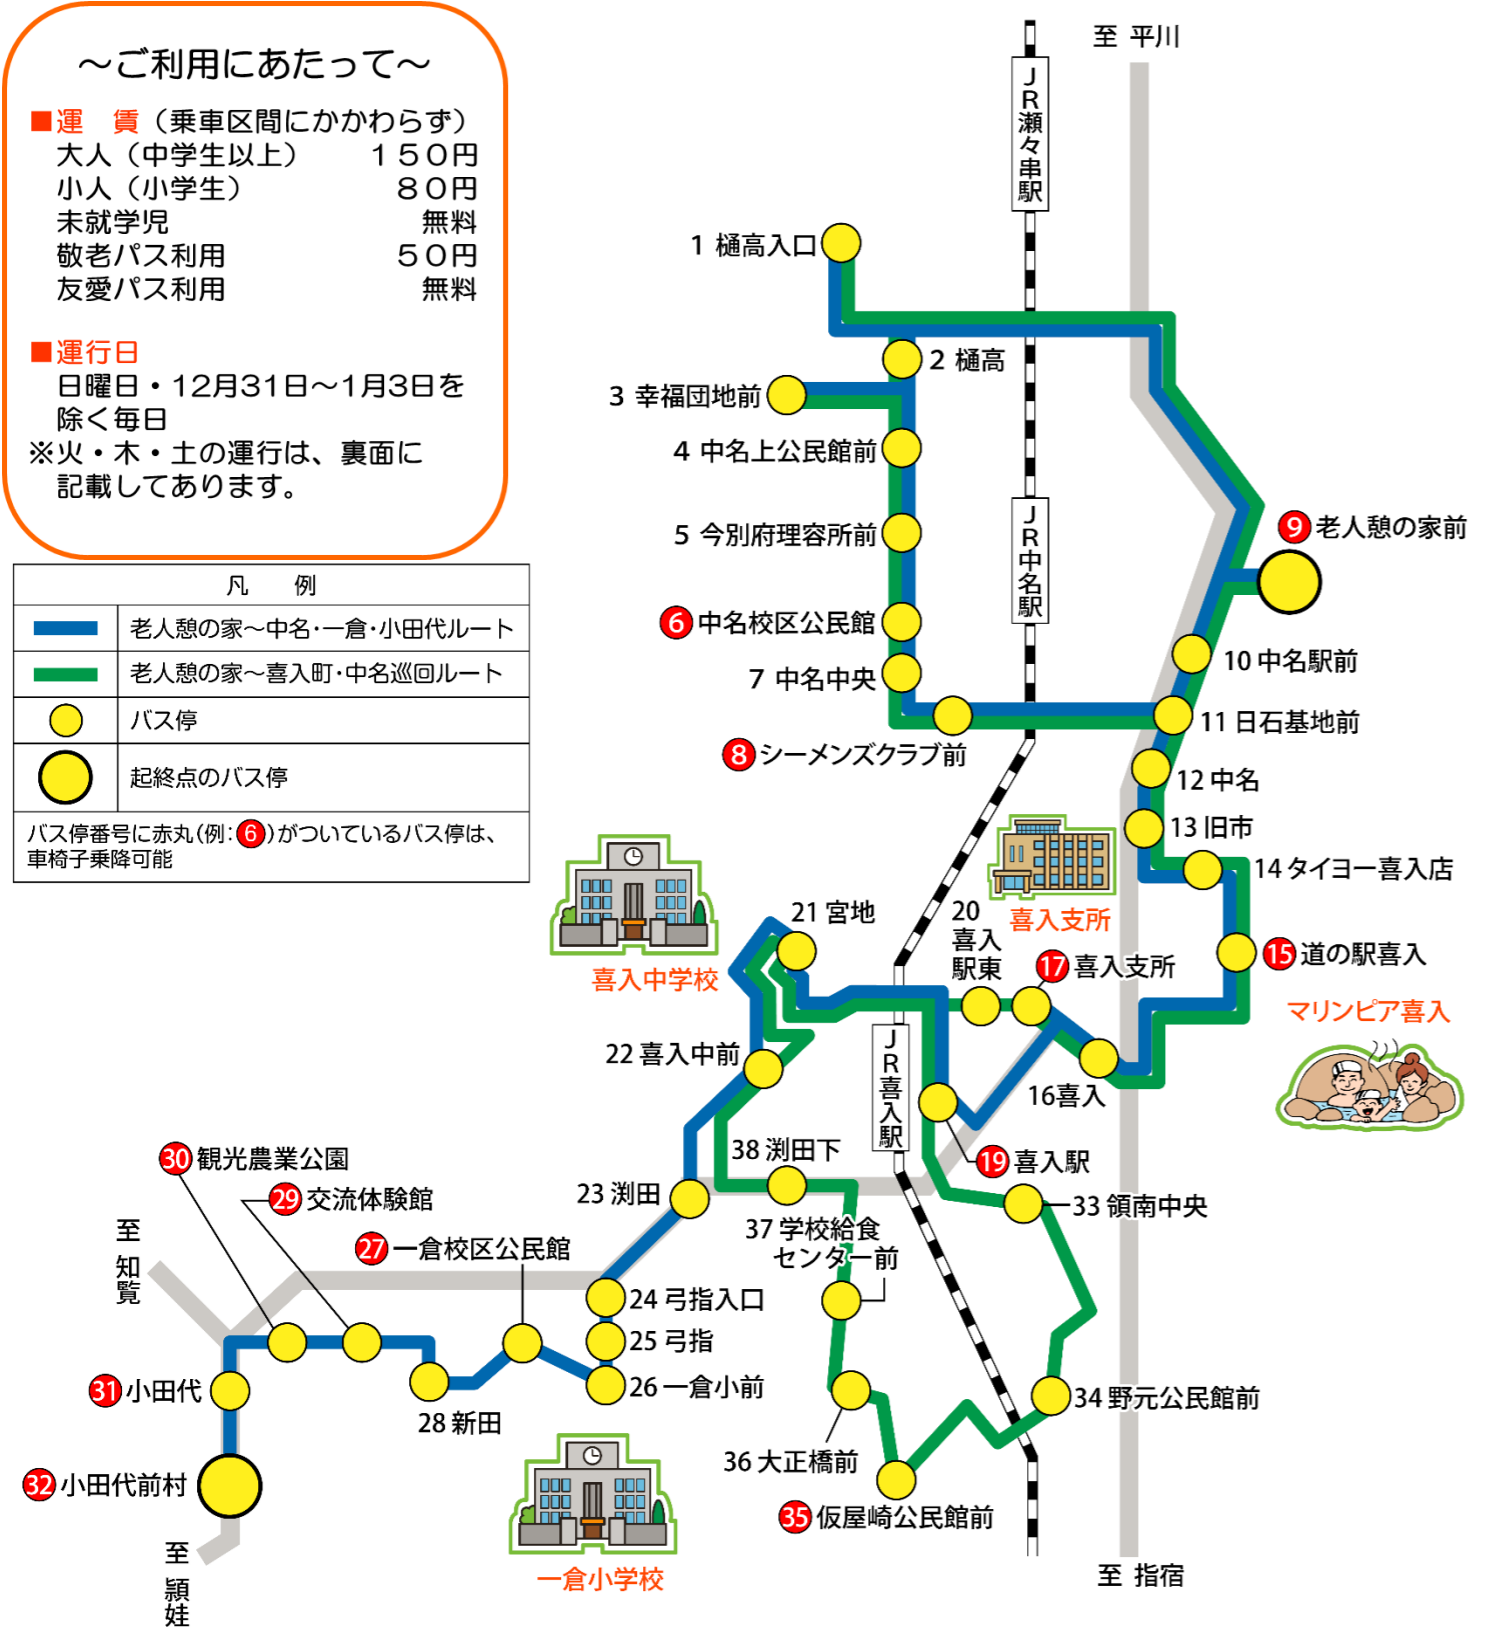 ～ご利用にあたって～
■運　賃（乗車区間にかかわらず）
大人（中学生以上）　１５０円
小人（小学生）　８０円
未就学児　無料
敬老パス利用　５０円
友愛パス利用　無料
■運行日
日曜日・12月31日～1月3日を
除く毎日
※火・木・土の運行は、裏面に
記載してあります。
凡　例
老人憩の家～中名・一倉・小田代ルート
老人憩の家～喜入町・中名巡回ルート
バス停
起終点のバス停
バス停番号に赤丸（例：6）がついているバス停は、
車椅子乗降可能
至 平川
ＪＲ瀬々串駅
1 樋高入口
2 樋高
3 幸福団地前
4 中名上公民館前
5 今別府理容所前
ＪＲ中名駅
9 老人憩の家前
6 中名校区公民館
7 中名中央
10 中名駅前
11 日石基地前
8 シーメンズクラブ前
12 中名
13 旧市
14 タイヨー喜入店
喜入支所
21 宮地
20
喜入
駅東
17 喜入支所
15 道の駅喜入
喜入中学校
マリンピア喜入
ＪＲ喜入駅
22 喜入中前
16喜入
38 渕田下
19 喜入駅
30 観光農業公園
29 交流体験館
23 渕田
33 領南中央
37 学校給食
センター前
27 一倉校区公民館
至 知覧
24 弓指入口
25 弓指
26 一倉小前
31 小田代
28 新田
34 野元公民館前
36 大正橋前
32 小田代前村
35 仮屋崎公民館前
一倉小学校
至 頴娃
至 指宿